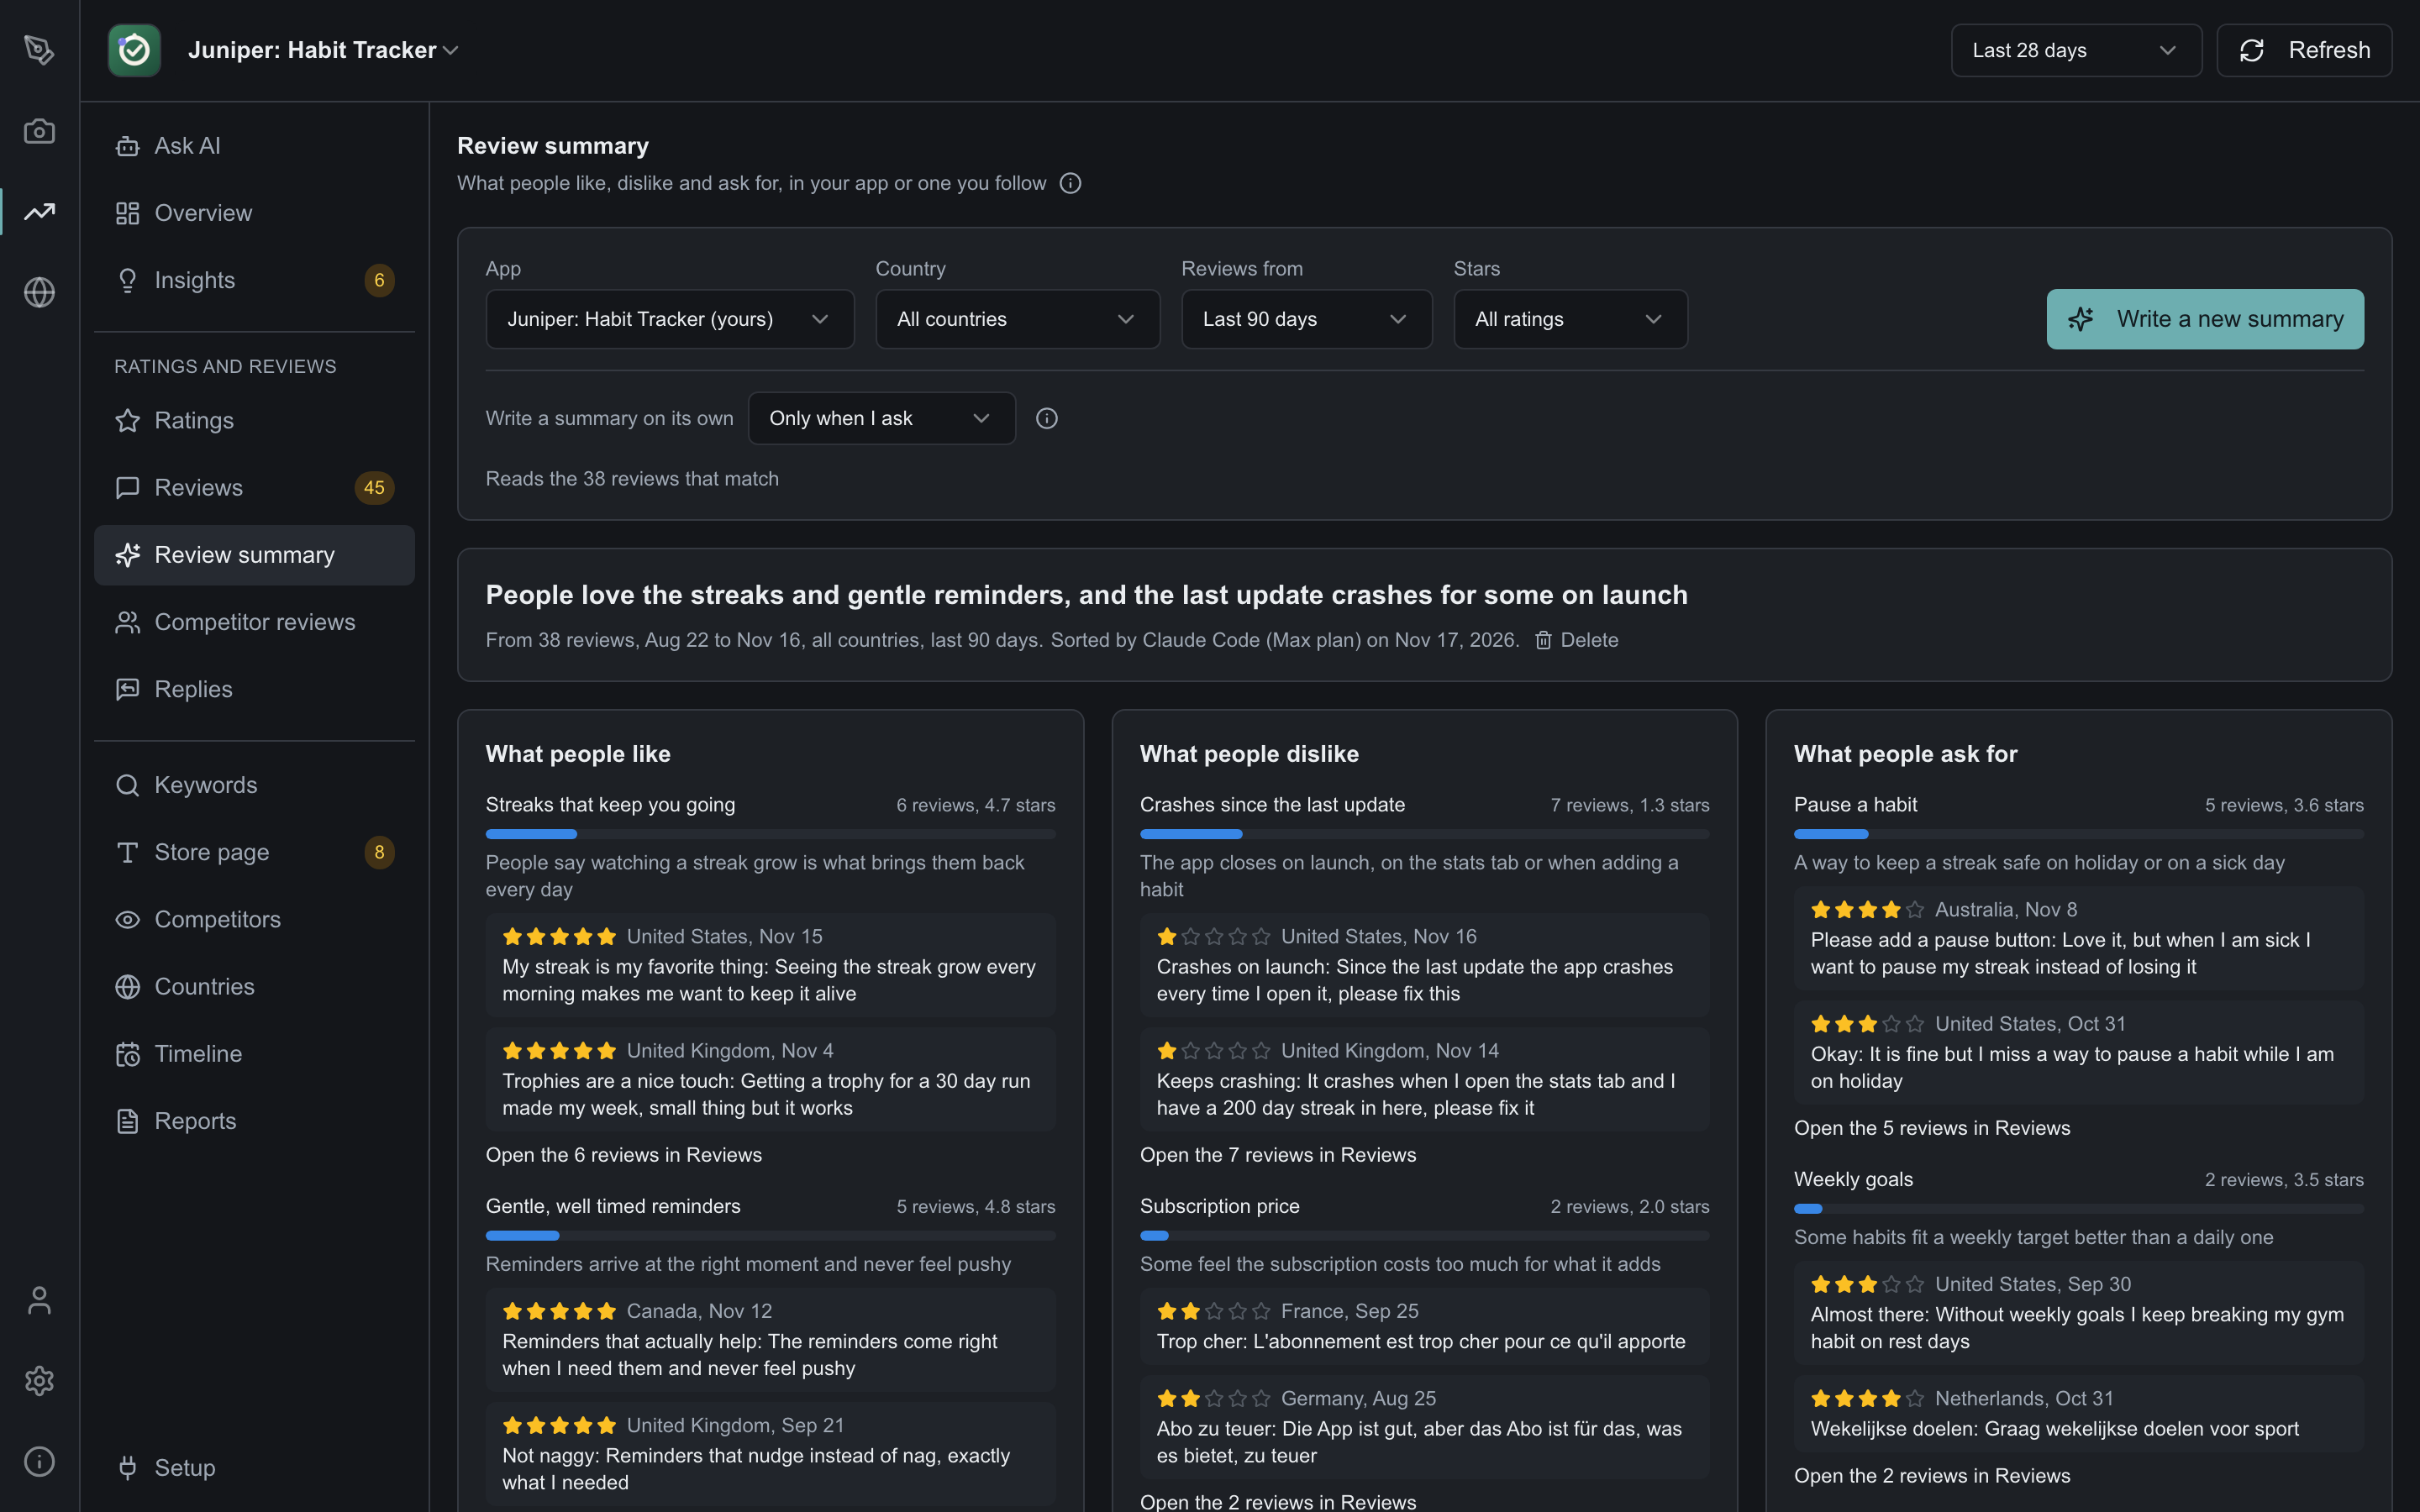 Juniper: Habit Tracker
Last 28 days
Refresh
Ask AI
Overview
Insights
6
RATINGS AND REVIEWS
Ratings
Reviews
45
Review summary
Competitor reviews
Replies
Keywords
Store page
8
Competitors
Countries
Timeline
Reports
Setup
Review summary
What people like, dislike and ask for, in your app or one you follow
App
Country
Reviews from
Stars
Juniper: Habit Tracker (yours)
All countries
Last 90 days
All ratings
Write a new summary
Write a summary on its own
Only when I ask
Reads the 38 reviews that match
People love the streaks and gentle reminders, and the last update crashes for some on launch
From 38 reviews, Aug 22 to Nov 16, all countries, last 90 days. Sorted by Claude Code (Max plan) on Nov 17, 2026.
Delete
What people like
Streaks that keep you going
6 reviews, 4.7 stars
People say watching a streak grow is what brings them back
every day
United States, Nov 15
My streak is my favorite thing: Seeing the streak grow every
morning makes me want to keep it alive
United Kingdom, Nov 4
Trophies are a nice touch: Getting a trophy for a 30 day run
made my week, small thing but it works
Open the 6 reviews in Reviews
Gentle, well timed reminders
5 reviews, 4.8 stars
Reminders arrive at the right moment and never feel pushy
Canada, Nov 12
Reminders that actually help: The reminders come right
when I need them and never feel pushy
United Kingdom, Sep 21
Not naggy: Reminders that nudge instead of nag, exactly
what I needed
What people dislike
Crashes since the last update
7 reviews, 1.3 stars
The app closes on launch, on the stats tab or when adding a
habit
United States, Nov 16
Crashes on launch: Since the last update the app crashes
every time I open it, please fix this
United Kingdom, Nov 14
Keeps crashing: It crashes when I open the stats tab and I
have a 200 day streak in here, please fix it
Open the 7 reviews in Reviews
Subscription price
2 reviews, 2.0 stars
Some feel the subscription costs too much for what it adds
France, Sep 25
Trop cher: L'abonnement est trop cher pour ce qu'il apporte
Germany, Aug 25
Abo zu teuer: Die App ist gut, aber das Abo ist für das, was
es bietet, zu teuer
Open the 2 reviews in Reviews
What people ask for
Pause a habit
5 reviews, 3.6 stars
A way to keep a streak safe on holiday or on a sick day
Australia, Nov 8
Please add a pause button: Love it, but when I am sick I
want to pause my streak instead of losing it
United States, Oct 31
Okay: It is fine but I miss a way to pause a habit while I am
on holiday
Open the 5 reviews in Reviews
Weekly goals
2 reviews, 3.5 stars
Some habits fit a weekly target better than a daily one
United States, Sep 30
Almost there: Without weekly goals I keep breaking my gym
habit on rest days
Netherlands, Oct 31
Wekelijkse doelen: Graag wekelijkse doelen voor sport
Open the 2 reviews in Reviews